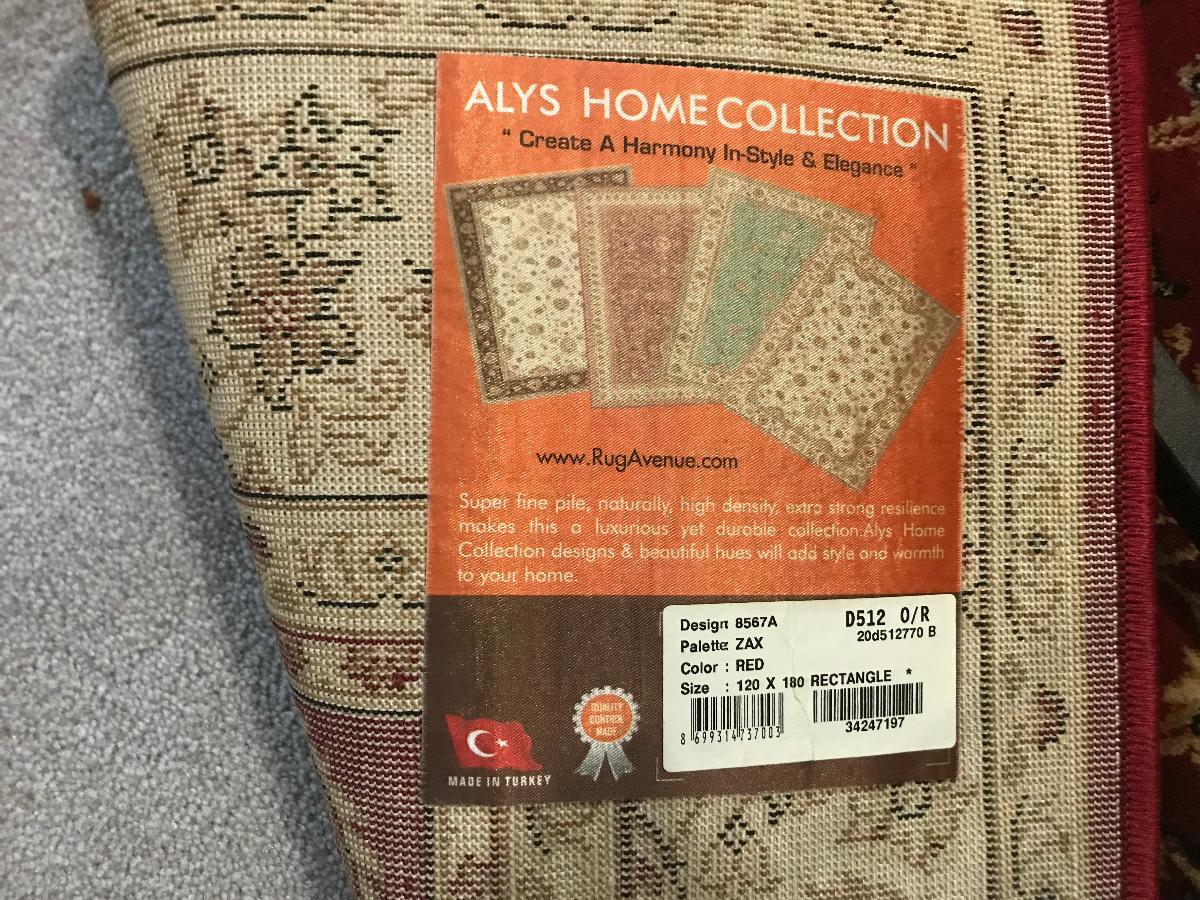 ALYS HOME COLLECTION
" Create A Harmony In-Style & Elegance "
www.RugAvenue.com
Super fine pile, naturally, high density, extra strong resilience
makes this a luxurious yet durable collection.Alys Home
Collection designs & beautiful hues will add style and warmth
to your home.
Design: 8567A
D512 O/R
20d512770 B
Palette: ZAX
Color : RED
Size : 120 X 180 RECTANGLE *
8 699314 737003
34247197
QUALITY
CONTROL
MADE
MADE IN TURKEY